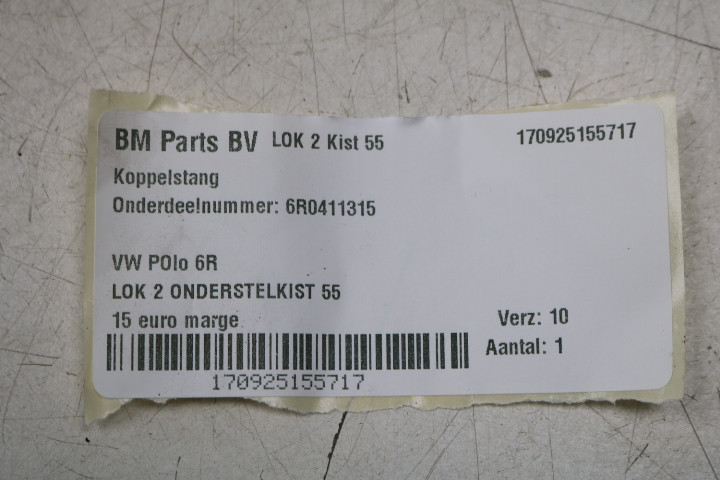 BM Parts BV LOK 2 Kist 55 170925155717
Koppelstang
Onderdeelnummer: 6R0411315
VW POlo 6R
LOK 2 ONDERSTELKIST 55
15 euro marge Verz: 10
Aantal: 1
170925155717